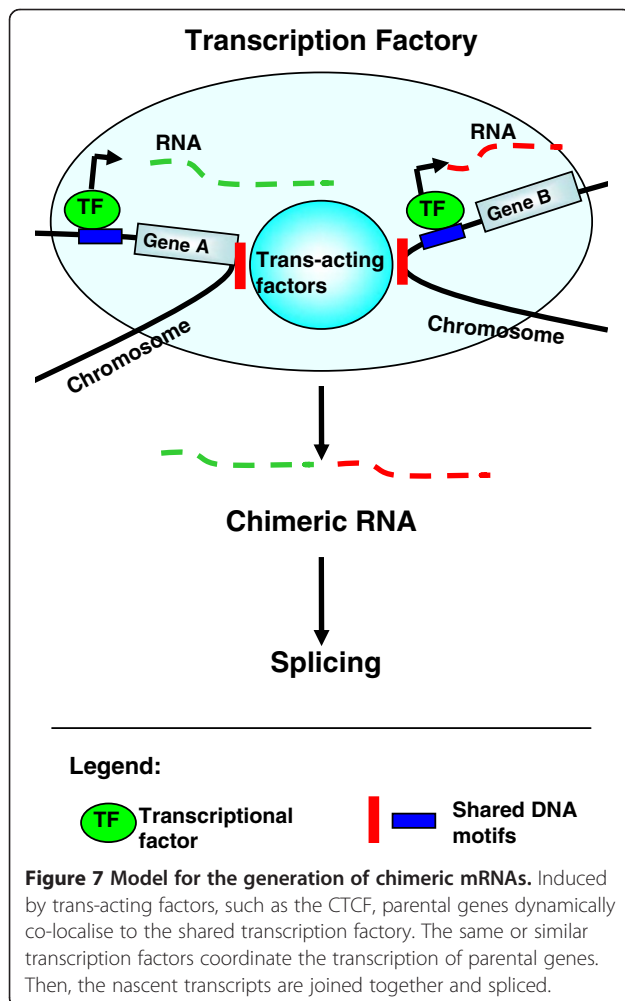 Transcription Factory
RNA
RNA
TF
TF
Gene A
Gene B
Trans-acting
factors
Chromosome
Chromosome
Chimeric RNA
Splicing
Legend:
TF
Transcriptional
factor
Shared DNA
motifs
Figure 7 Model for the generation of chimeric mRNAs. Induced
by trans-acting factors, such as the CTCF, parental genes dynamically
co-localise to the shared transcription factory. The same or similar
transcription factors coordinate the transcription of parental genes.
Then, the nascent transcripts are joined together and spliced.